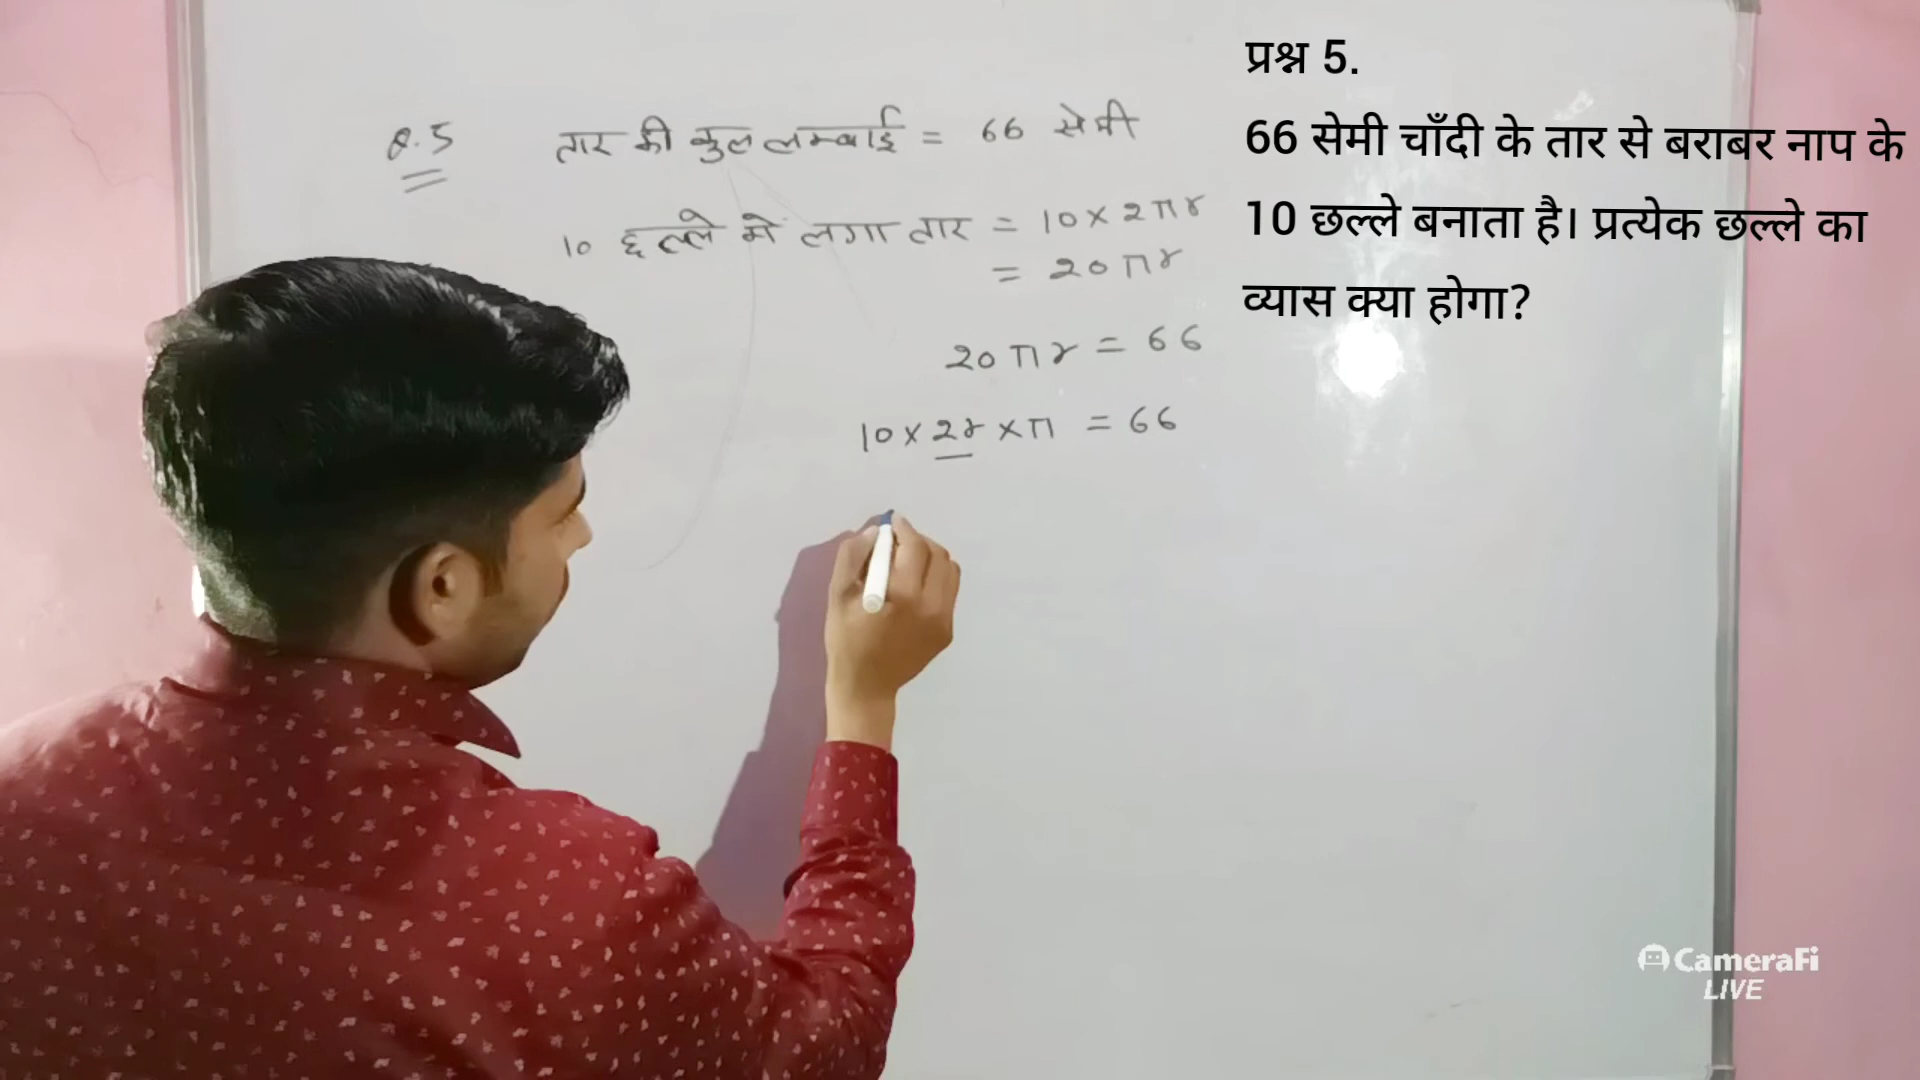 प्रश्न 5.
66 सेमी चाँदी के तार से बराबर नाप के
10 छल्ले बनाता है। प्रत्येक छल्ले का
व्यास क्या होगा?
Q.5 तार की कुल लम्बाई = 66 सेमी
10 छल्ले में लगा तार = 10 × 2πr
= 20πr
20πr = 66
10 × 2r × π = 66
CameraFi
LIVE